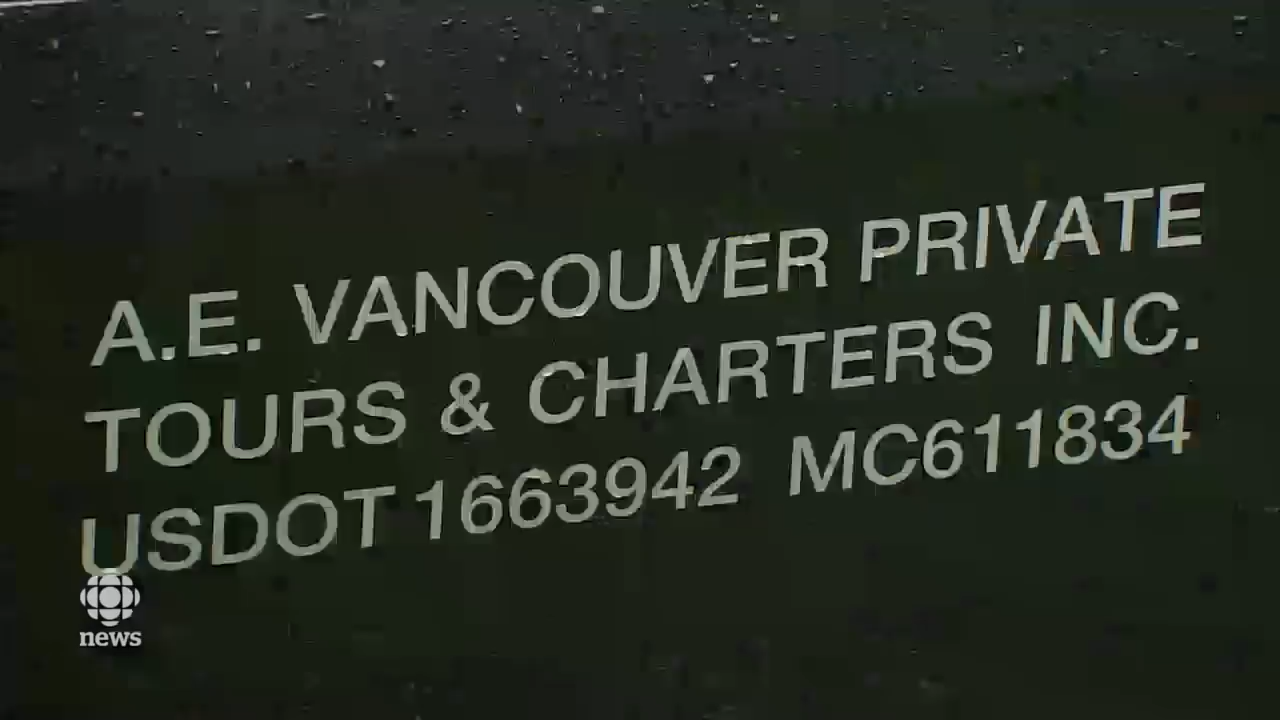 A.E. VANCOUVER PRIVATE
TOURS & CHARTERS INC.
USDOT 1663942 MC611834
news